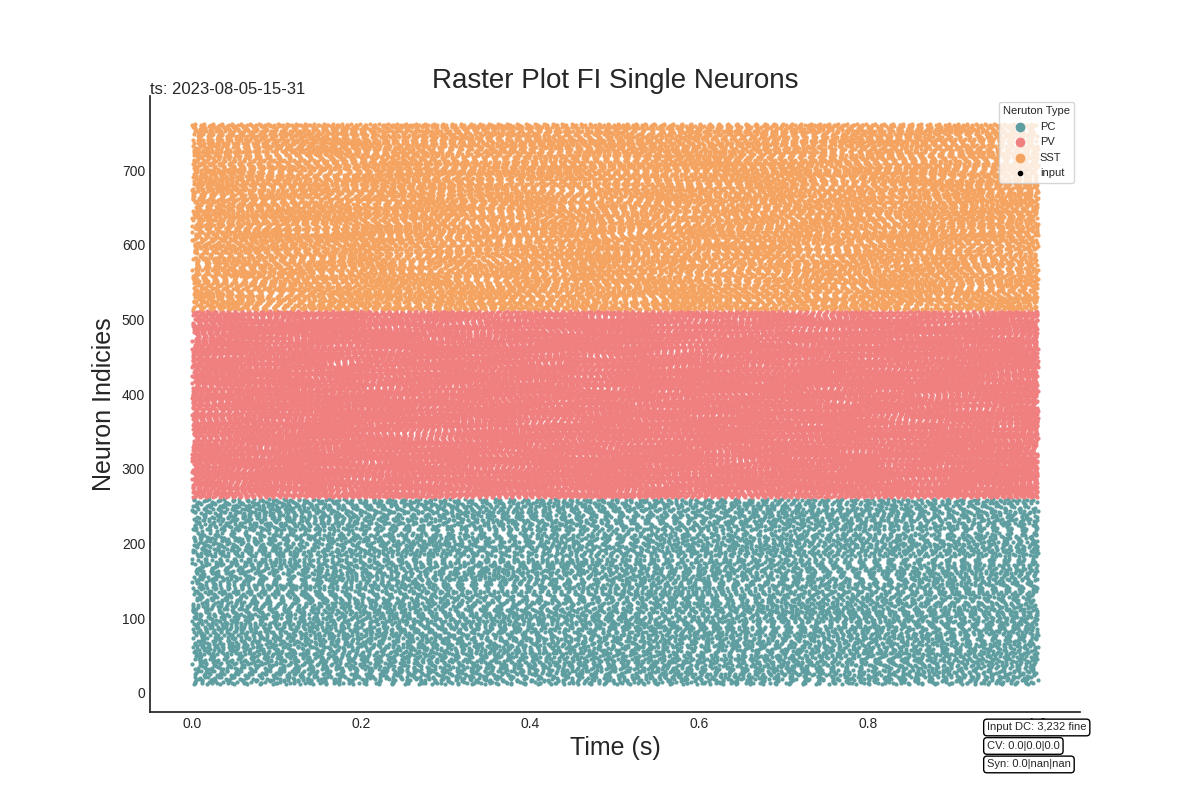 Raster Plot FI Single Neurons
ts: 2023-08-05-15-31
Neruton Type
PC
PV
SST
input
Neuron Indicies
700
600
500
400
300
200
100
0
0.0 0.2 0.4 0.6 0.8
Time (s)
Input DC: 3,232 fine
CV: 0.0|0.0|0.0
Syn: 0.0|nan|nan